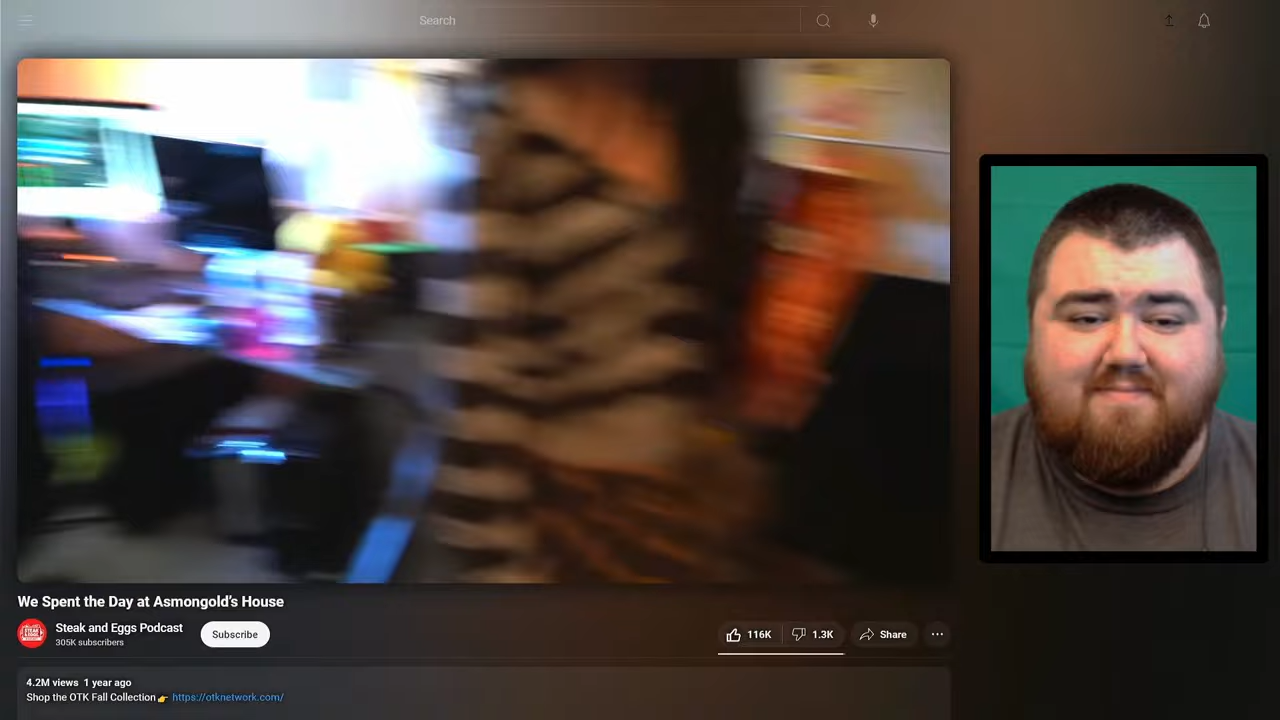 Search
We Spent the Day at Asmongold's House
Steak and Eggs Podcast
305K subscribers
Subscribe
116K
1.3K
Share
4.2M views 1 year ago
Shop the OTK Fall Collection👉 https://otknetwork.com/